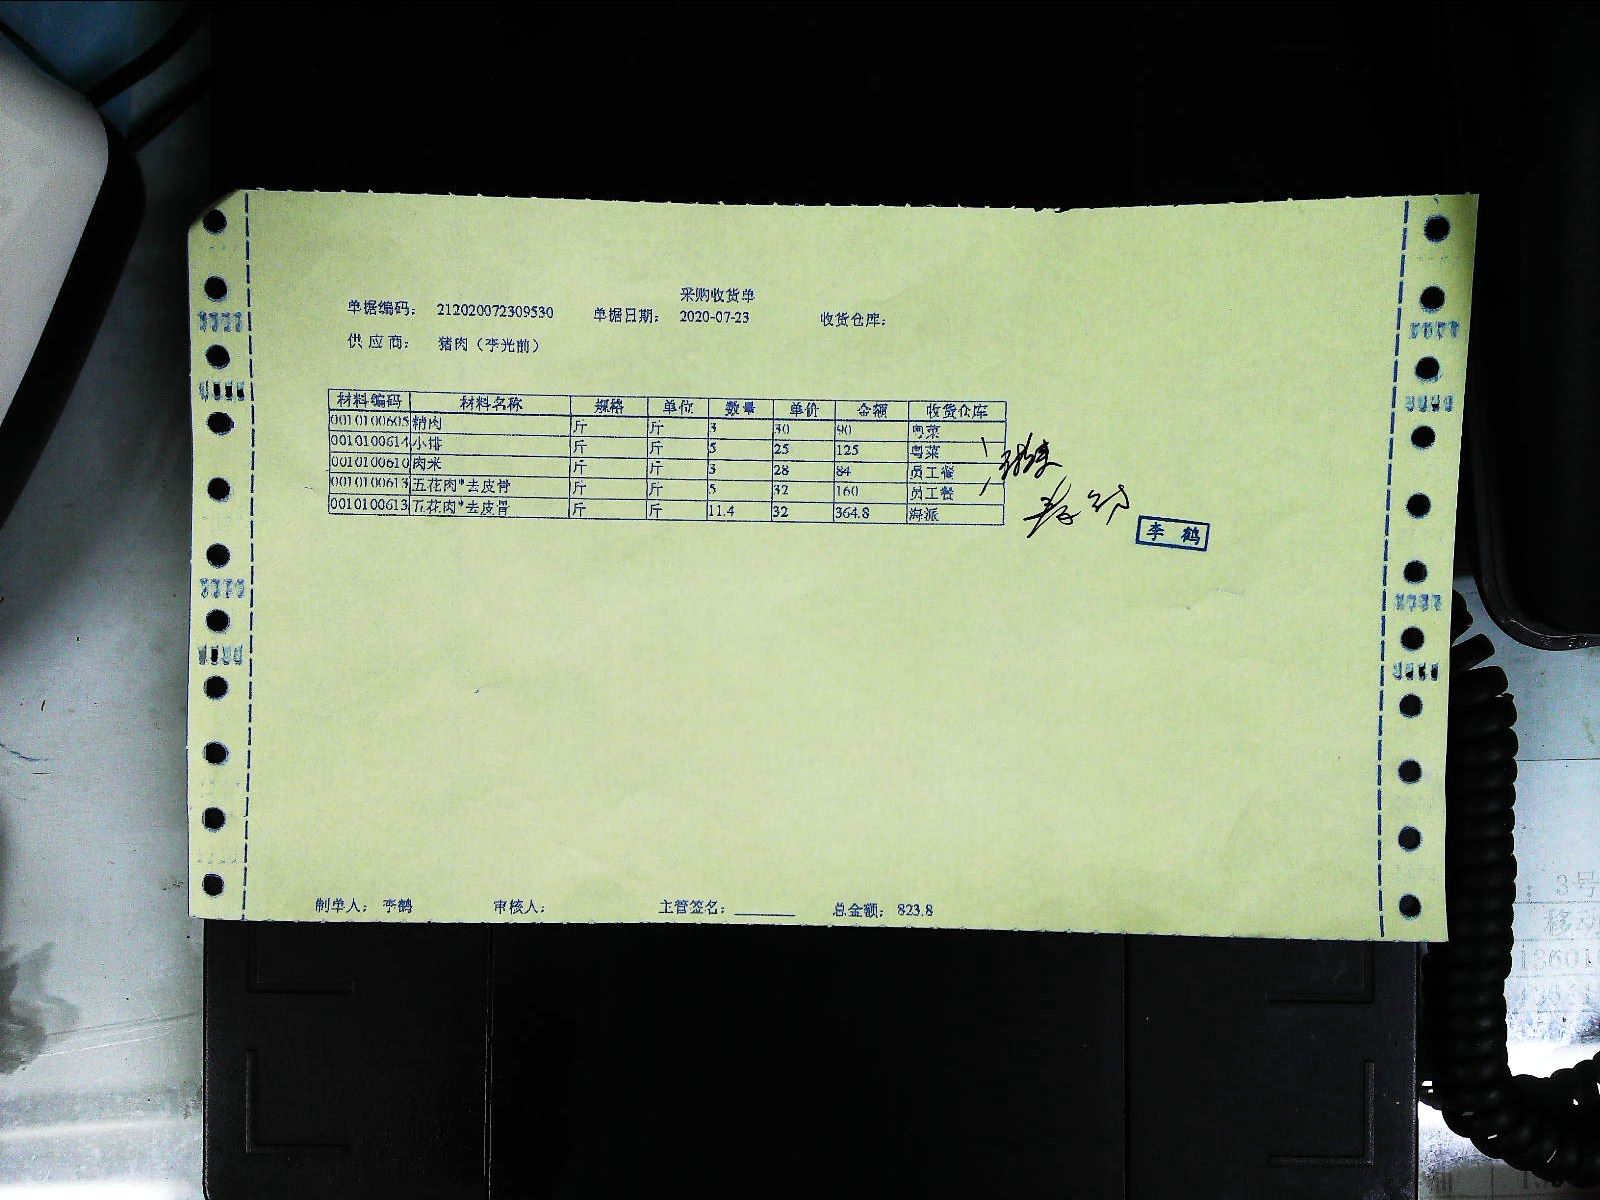 采购收货单
单据编码: 212020072309530 单据日期: 2020-07-23 收货仓库:
供应商: 猪肉(李光前)
材料编码 材料名称 规格 单位 数量 单价 金额 收货仓库
0010100605 精肉 斤 斤 3 30 90 粤菜
0010100614 小排 斤 斤 5 25 125 粤菜
0010100610 肉米 斤 斤 3 28 84 员工餐
0010100613 五花肉*去皮骨 斤 斤 5 32 160 员工餐
0010100613 五花肉*去皮骨 斤 斤 11.4 32 364.8 海派
李鹤
制单人: 李鹤 审核人: 主管签名: 总金额: 823.8
3号
移动